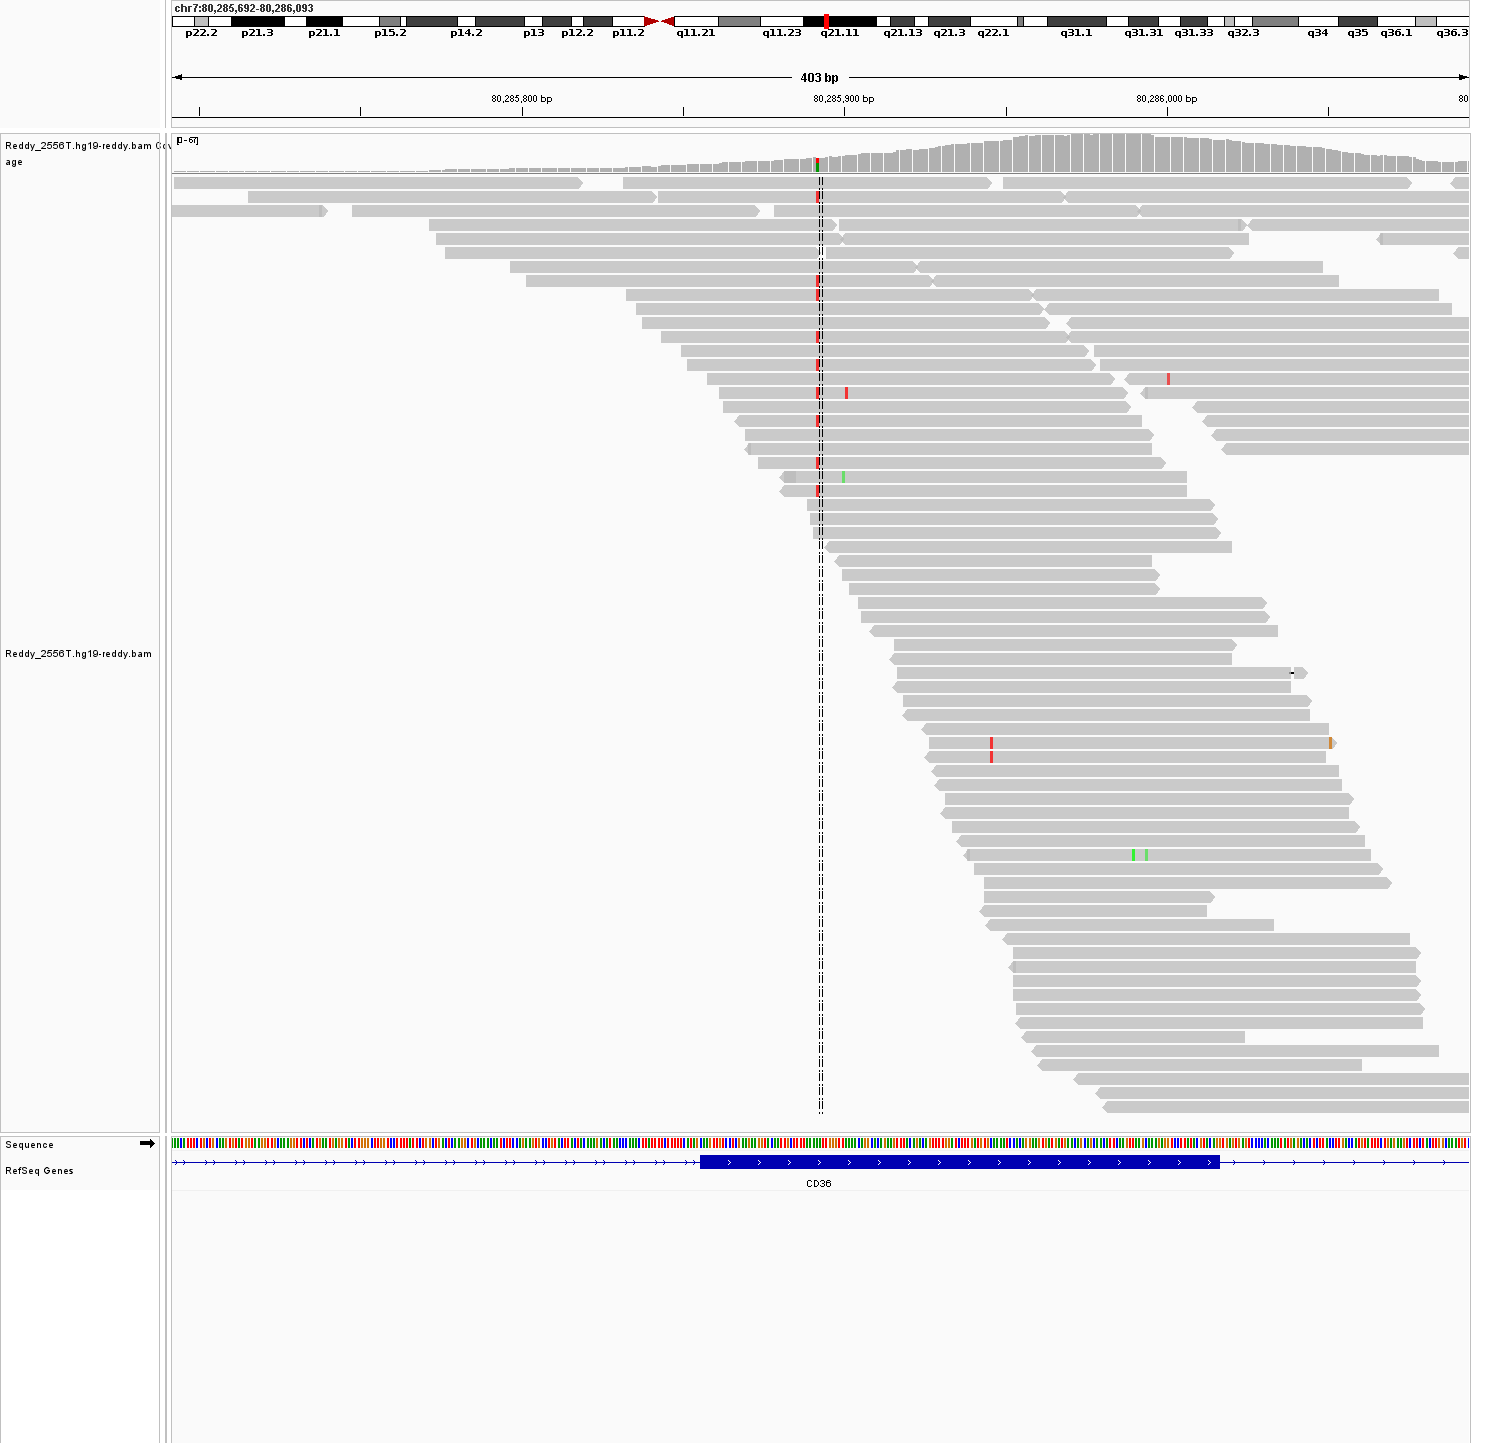 chr7:80,285,692-80,286,093
p22.2 p21.3 p21.1 p15.2 p14.2 p13 p12.2 p11.2 q11.21 q11.23 q21.11 q21.13 q21.3 q22.1 q31.1 q31.31 q31.33 q32.3 q34 q35 q36.1 q36.3
403 bp
80,285,800 bp 80,285,900 bp 80,286,000 bp 80
[0 - 67]
Reddy_2556T.hg19-reddy.bam Cov
age
Reddy_2556T.hg19-reddy.bam
Sequence
RefSeq Genes
CD36